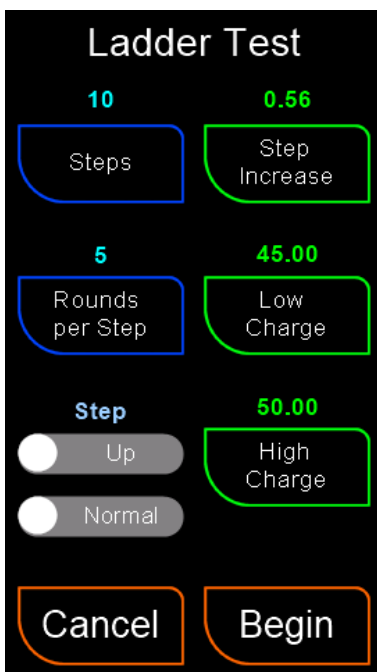 Ladder Test
10
0.56
Steps
Step
Increase
5
45.00
Rounds
per Step
Low
Charge
Step
50.00
Up
High
Charge
Normal
Cancel
Begin